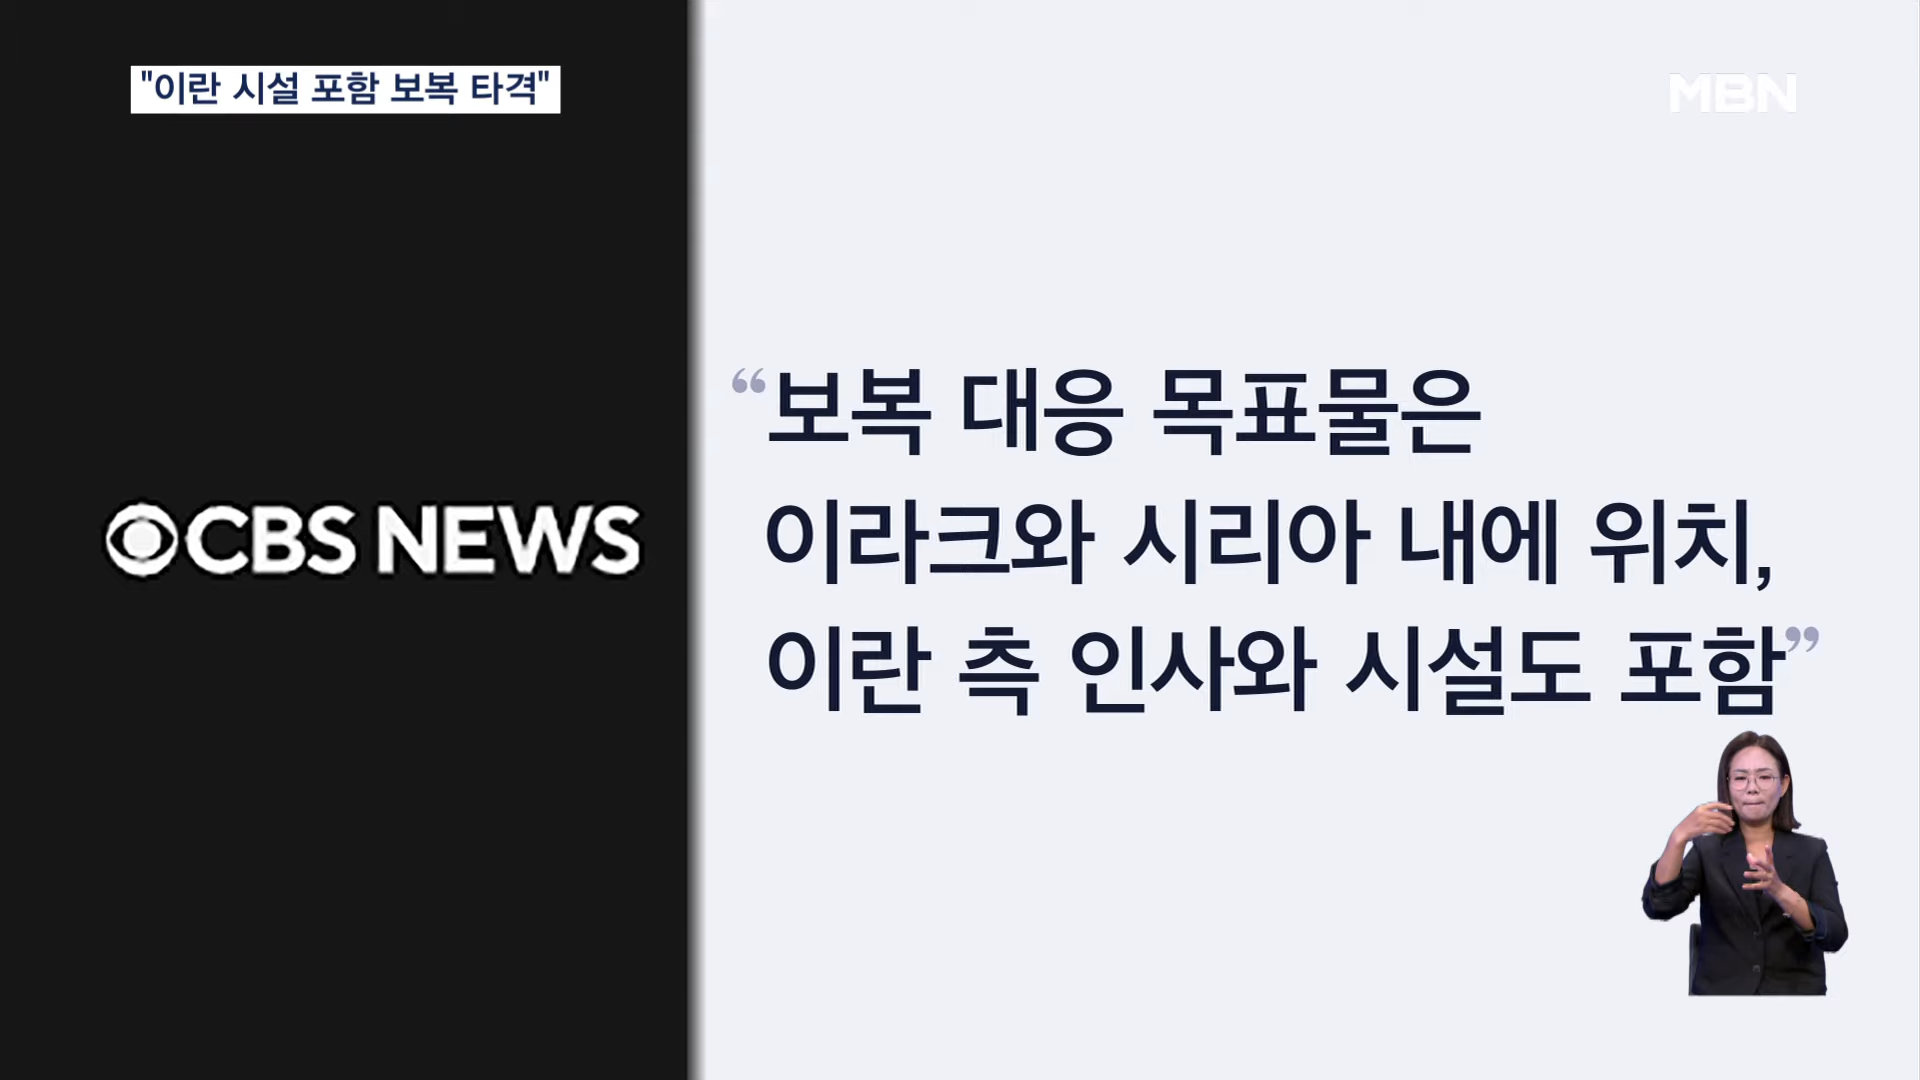 "이란 시설 포함 보복 타격"
MBN
“보복 대응 목표물은
이라크와 시리아 내에 위치,
이란 측 인사와 시설도 포함”
CBS NEWS